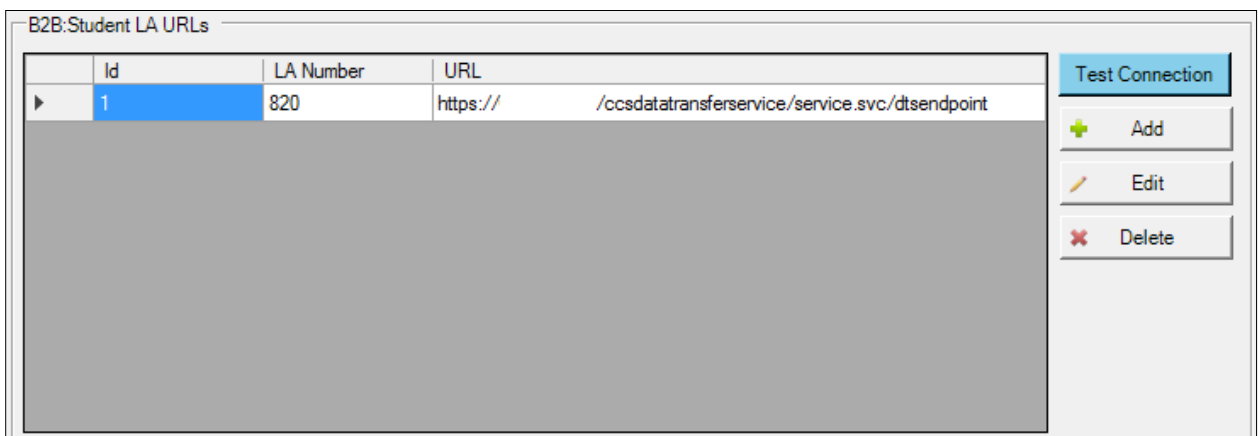 B2B:Student LA URLs
Id LA Number URL
1 820 https:// /ccsdatatransferservice/service.svc/dtsendpoint
Test Connection
Add
Edit
Delete